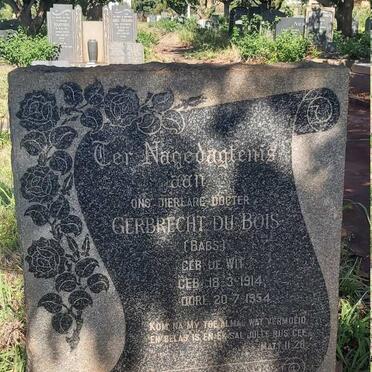 Ter Nagedagtenis
aan
ONS DIERBARE DOGTER
GERBRECHT DU BOIS
(BABS)
GEB DE WIT
GEB. 18·3·1914
OORL 20·7·1954
KOM NA MY TOE ALMAL WAT VERMOEID
EN BELAS IS EN EK SAL JULLE RUS GEE
MATT 11:28